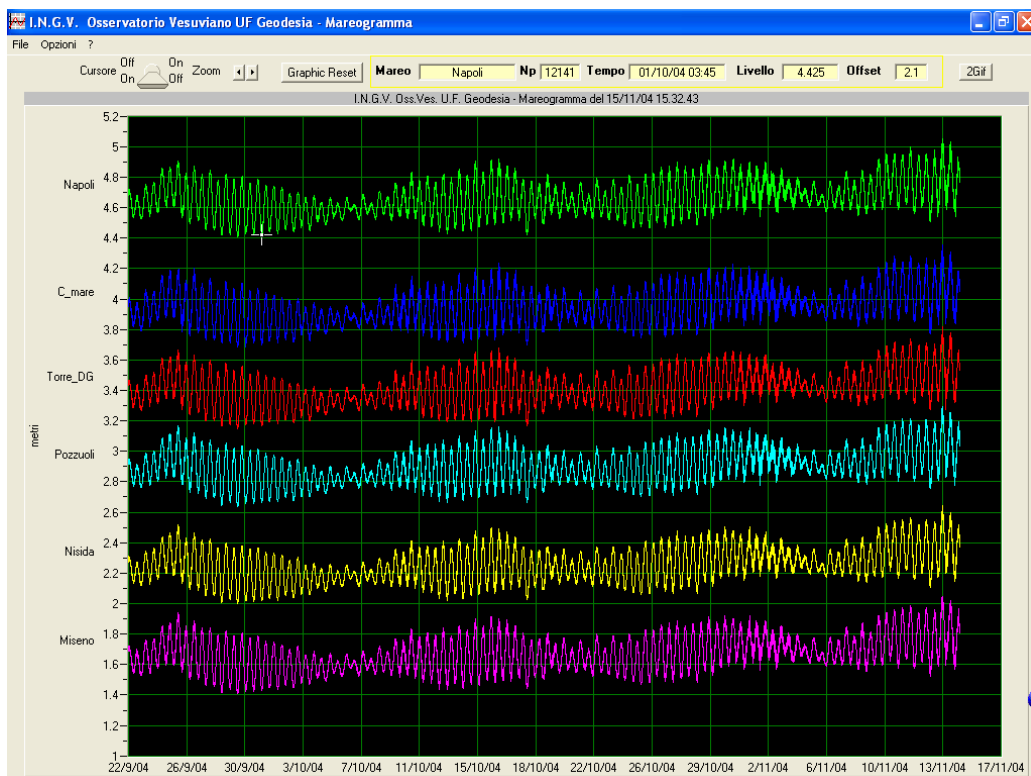 I.N.G.V. Osservatorio Vesuviano UF Geodesia - Mareogramma
File Opzioni ?
Cursore Off On On Off Zoom Graphic Reset Mareo Napoli Np 12141 Tempo 01/10/04 03:45 Livello 4.425 Offset 2.1 2Gif
I.N.G.V. Oss.Ves. U.F. Geodesia - Mareogramma del 15/11/04 15.32.43
5.2
5
4.8
Napoli
4.6
4.4
4.2
C_mare
4
3.8
3.6
Torre_DG
3.4
3.2
metri
Pozzuoli
3
2.8
2.6
2.4
Nisida
2.2
2
1.8
Miseno
1.6
1.4
1.2
1
22/9/04 26/9/04 30/9/04 3/10/04 7/10/04 11/10/04 15/10/04 18/10/04 22/10/04 26/10/04 29/10/04 2/11/04 6/11/04 10/11/04 13/11/04 17/11/04